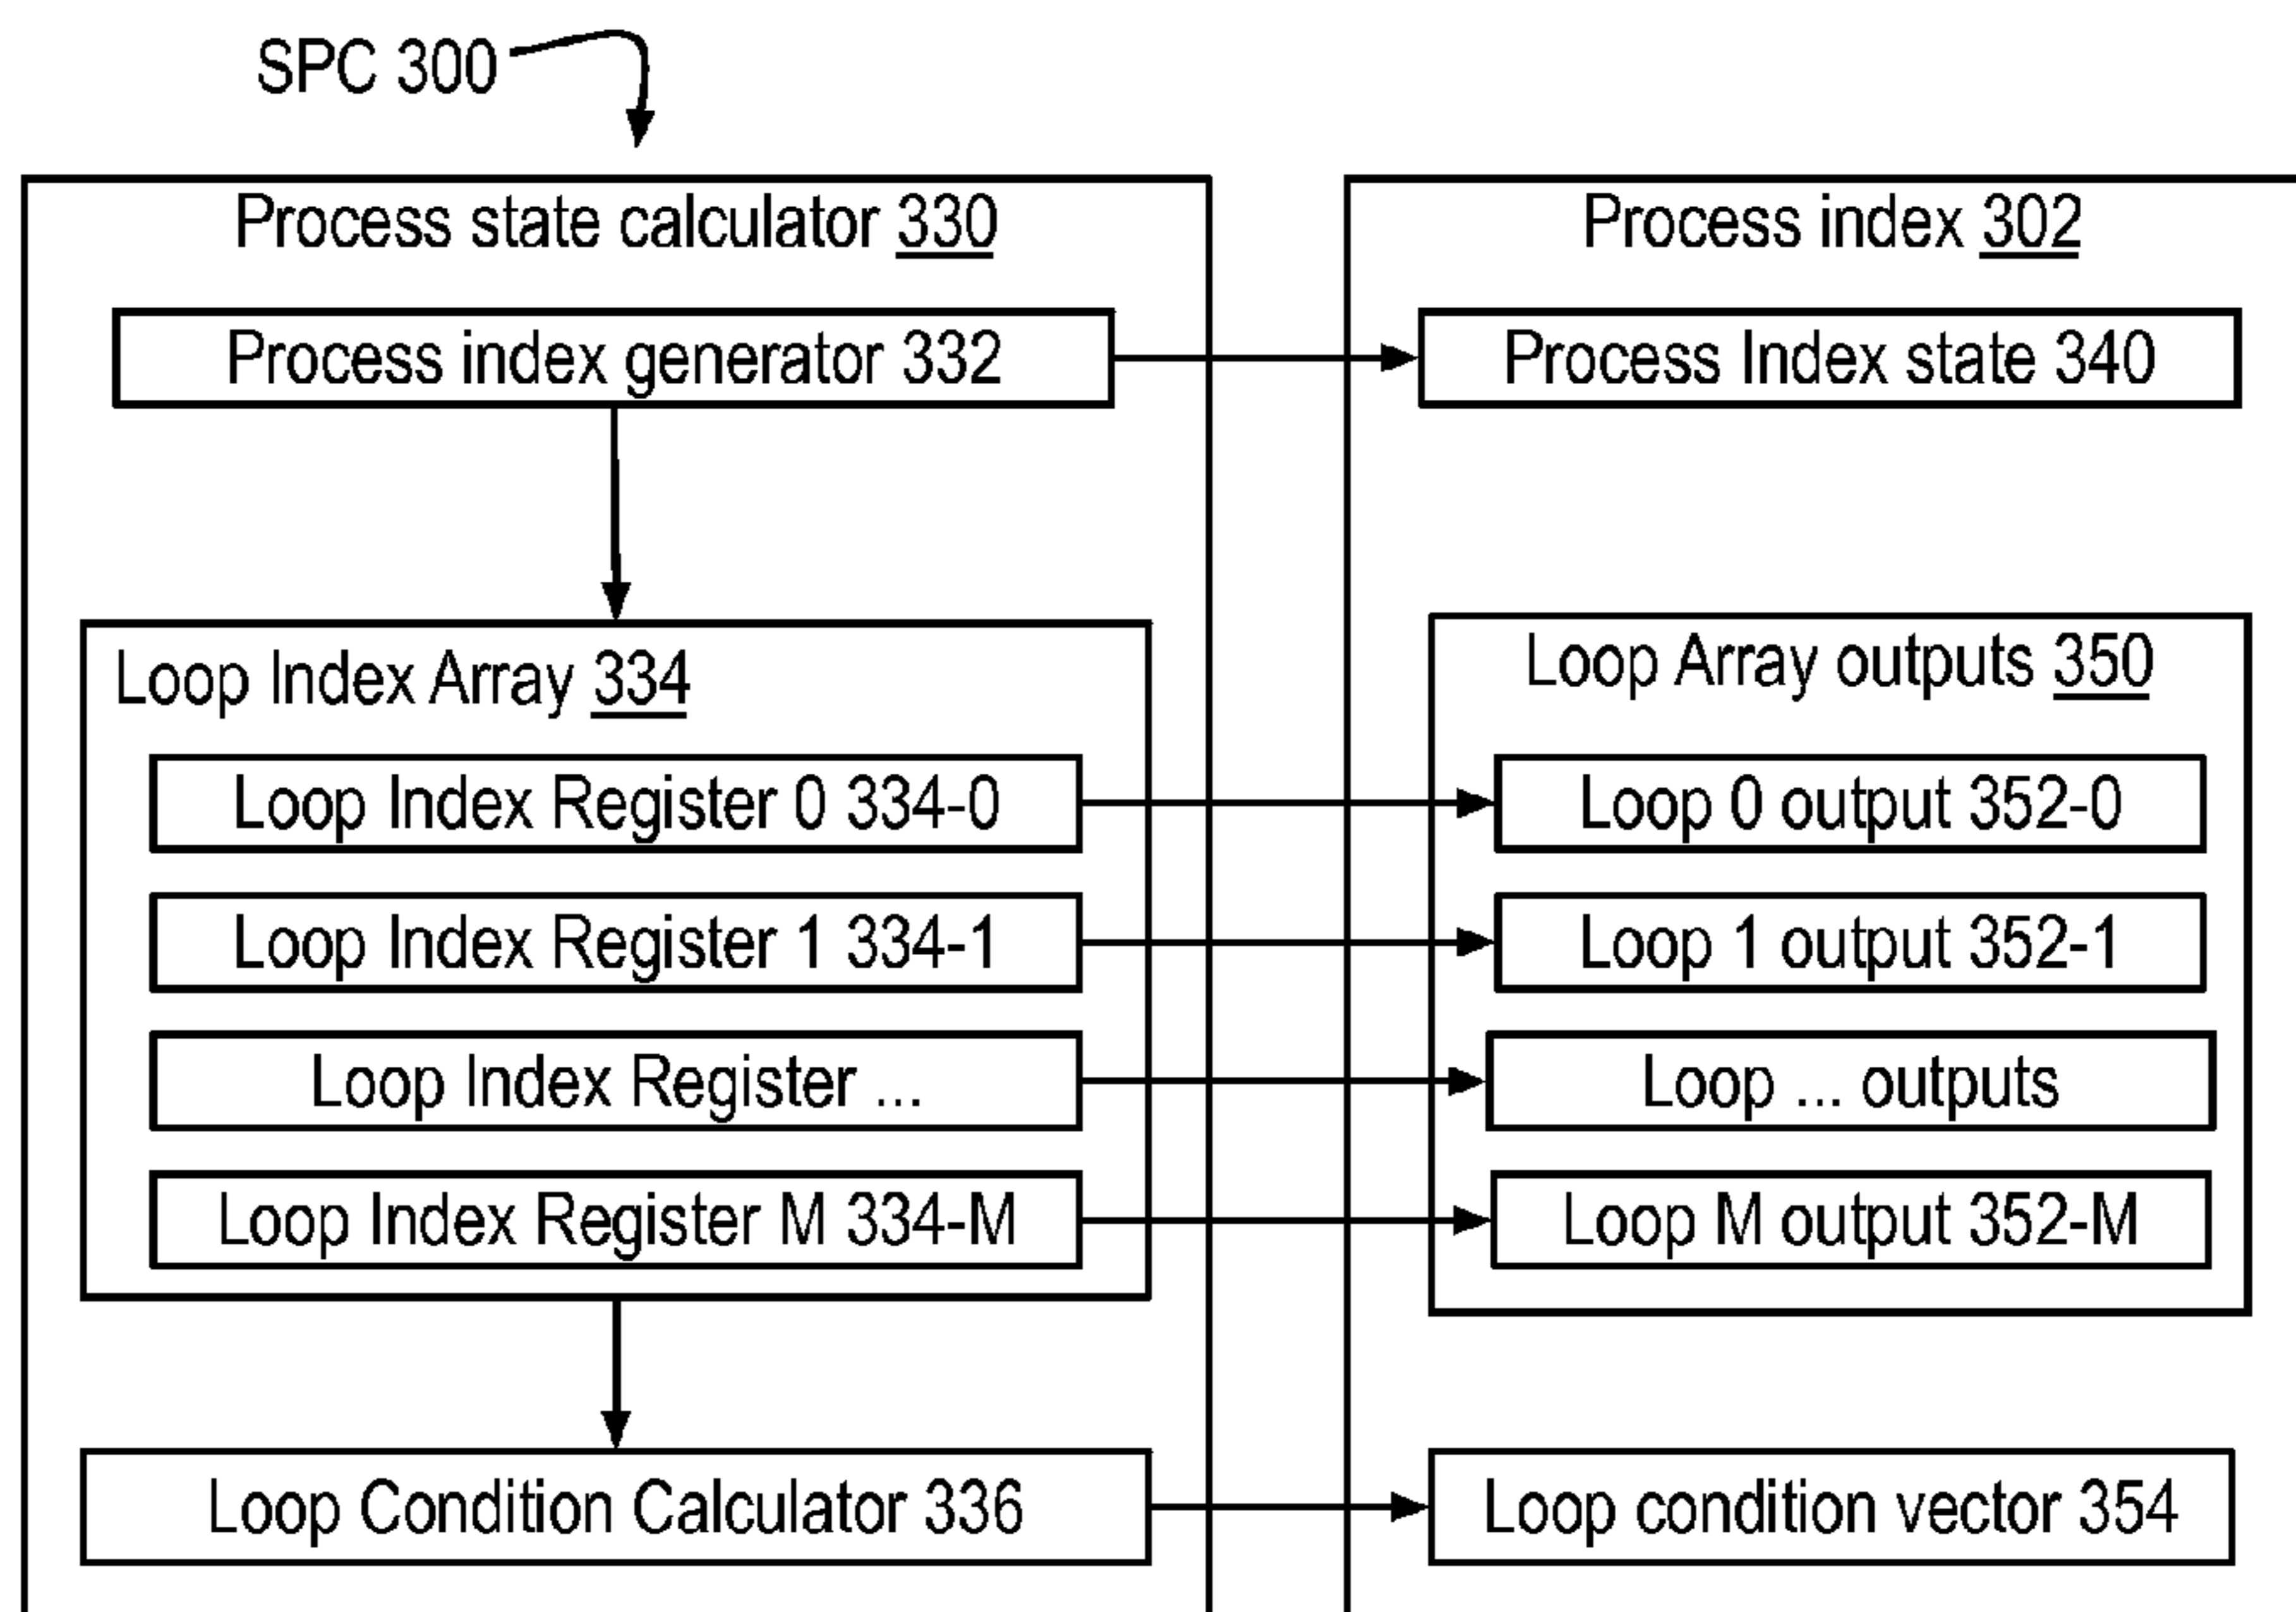 SPC 300
Process state calculator 330
Process index generator 332
Loop Index Array 334
Loop Index Register 0 334-0
Loop Index Register 1 334-1
Loop Index Register ...
Loop Index Register M 334-M
Loop Condition Calculator 336
Process index 302
Process Index state 340
Loop Array outputs 350
Loop 0 output 352-0
Loop 1 output 352-1
Loop ... outputs
Loop M output 352-M
Loop condition vector 354